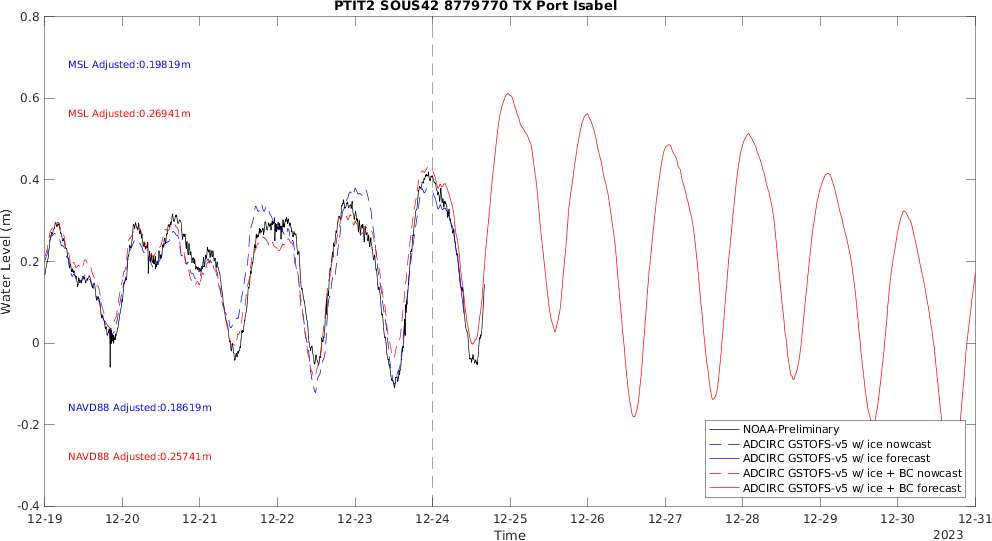 PTIT2 SOUS42 8779770 TX Port Isabel
0.8
0.6
0.4
0.2
0
-0.2
-0.4
Water Level (m)
MSL Adjusted:0.19819m
MSL Adjusted:0.26941m
NAVD88 Adjusted:0.18619m
NAVD88 Adjusted:0.25741m
NOAA-Preliminary
ADCIRC GSTOFS-v5 w/ ice nowcast
ADCIRC GSTOFS-v5 w/ ice forecast
ADCIRC GSTOFS-v5 w/ ice + BC nowcast
ADCIRC GSTOFS-v5 w/ ice + BC forecast
12-19 12-20 12-21 12-22 12-23 12-24 12-25 12-26 12-27 12-28 12-29 12-30 12-31
Time
2023